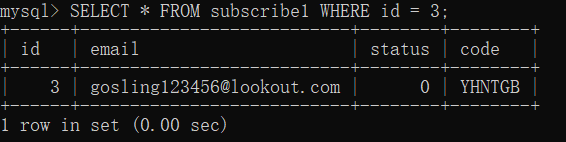 mysql> SELECT * FROM subscribe1 WHERE id = 3;
+----+--------------------------+--------+--------+
| id | email | status | code |
+----+--------------------------+--------+--------+
| 3 | gosling123456@lookout.com | 0 | YHNTGB |
+----+--------------------------+--------+--------+
1 row in set (0.00 sec)